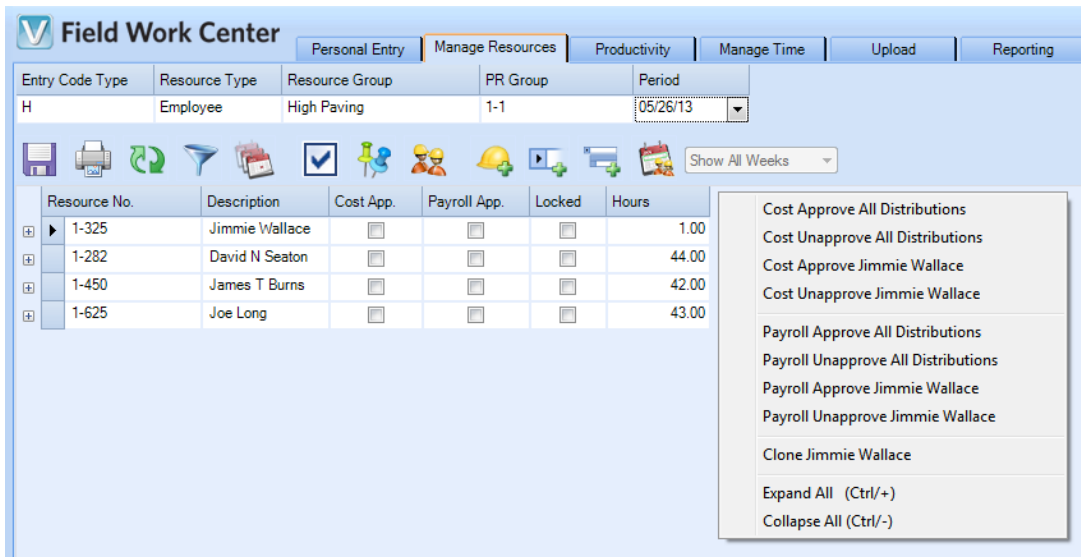 V Field Work Center
Personal Entry Manage Resources Productivity Manage Time Upload Reporting
Entry Code Type Resource Type Resource Group PR Group Period
H Employee High Paving 1-1 05/26/13
Show All Weeks
Resource No. Description Cost App. Payroll App. Locked Hours
1-325 Jimmie Wallace 1.00
1-282 David N Seaton 44.00
1-450 James T Burns 42.00
1-625 Joe Long 43.00
Cost Approve All Distributions
Cost Unapprove All Distributions
Cost Approve Jimmie Wallace
Cost Unapprove Jimmie Wallace
Payroll Approve All Distributions
Payroll Unapprove All Distributions
Payroll Approve Jimmie Wallace
Payroll Unapprove Jimmie Wallace
Clone Jimmie Wallace
Expand All (Ctrl/+)
Collapse All (Ctrl/-)